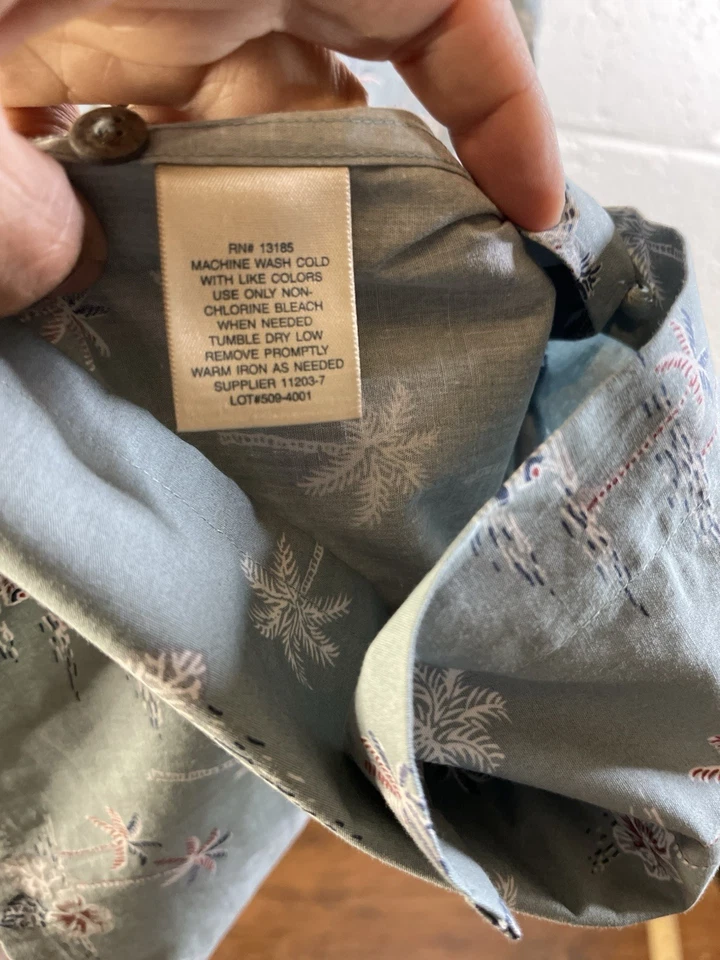 RN# 13185
MACHINE WASH COLD
WITH LIKE COLORS
USE ONLY NON-
CHLORINE BLEACH
WHEN NEEDED
TUMBLE DRY LOW
REMOVE PROMPTLY
WARM IRON AS NEEDED
SUPPLIER 11203-7
LOT#509-4001